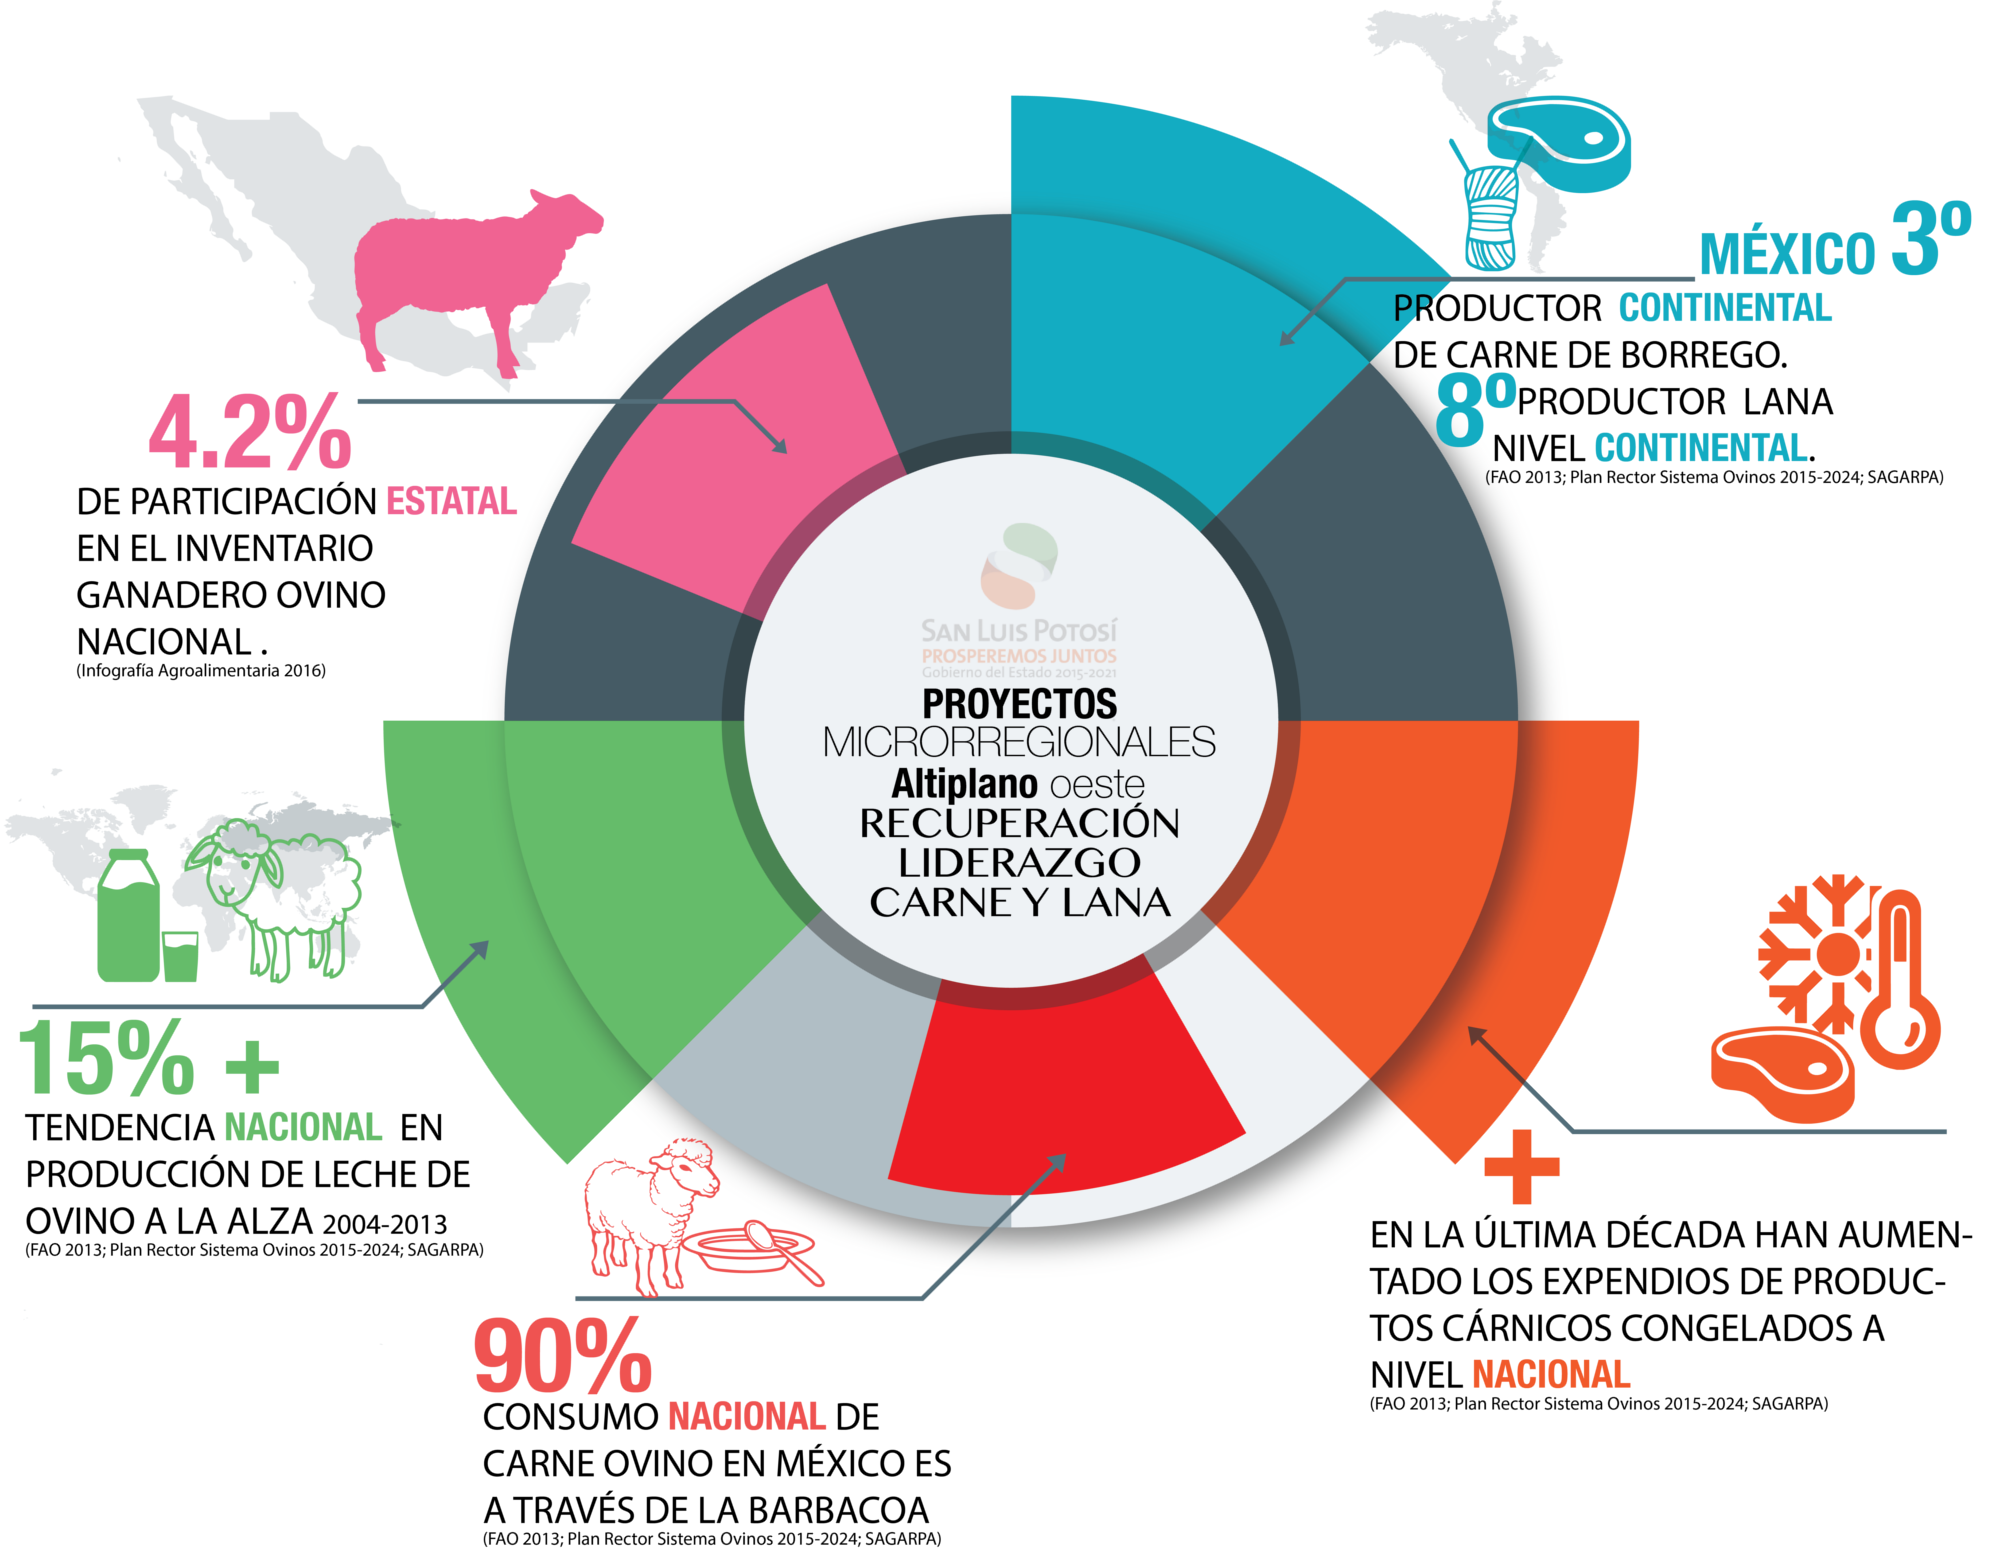 MÉXICO 3º
PRODUCTOR CONTINENTAL
DE CARNE DE BORREGO.
8º PRODUCTOR LANA
NIVEL CONTINENTAL.
(FAO 2013; Plan Rector Sistema Ovinos 2015-2024; SAGARPA)
4.2%
DE PARTICIPACIÓN ESTATAL
EN EL INVENTARIO
GANADERO OVINO
NACIONAL .
(Infografía Agroalimentaria 2016)
SAN LUIS POTOSÍ
PROSPEREMOS JUNTOS
Gobierno del Estado 2015-2021
PROYECTOS
MICRORREGIONALES
Altiplano oeste
RECUPERACIÓN
LIDERAZGO
CARNE Y LANA
15% +
TENDENCIA NACIONAL EN
PRODUCCIÓN DE LECHE DE
OVINO A LA ALZA 2004-2013
(FAO 2013; Plan Rector Sistema Ovinos 2015-2024; SAGARPA)
+
EN LA ÚLTIMA DÉCADA HAN AUMEN-
TADO LOS EXPENDIOS DE PRODUC-
TOS CÁRNICOS CONGELADOS A
NIVEL NACIONAL
(FAO 2013; Plan Rector Sistema Ovinos 2015-2024; SAGARPA)
90%
CONSUMO NACIONAL DE
CARNE OVINO EN MÉXICO ES
A TRAVÉS DE LA BARBACOA
(FAO 2013; Plan Rector Sistema Ovinos 2015-2024; SAGARPA)